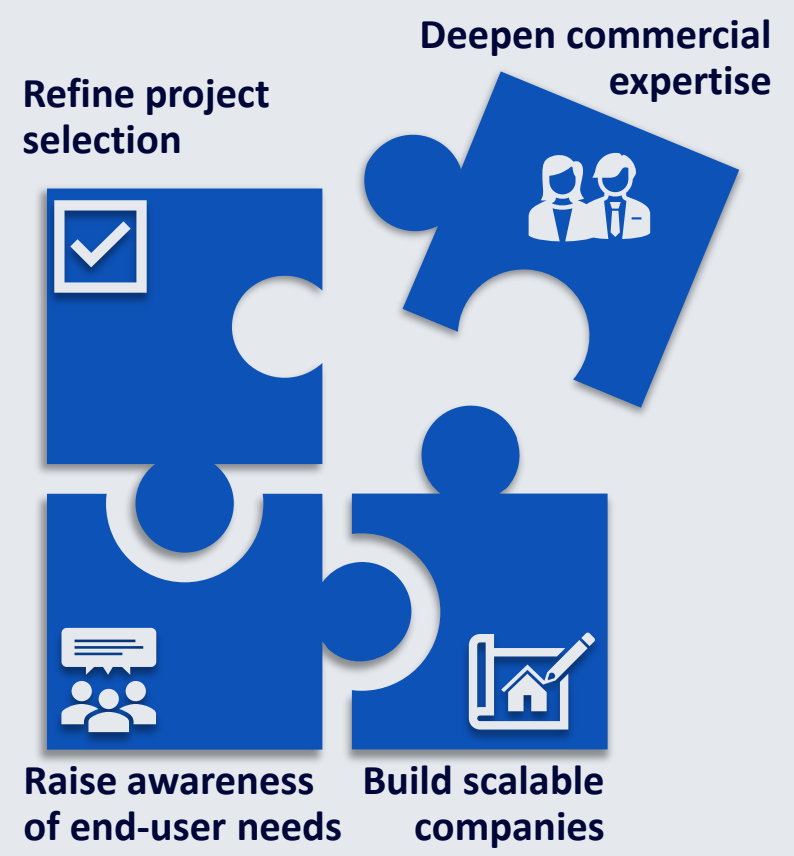 Deepen commercial
expertise
Refine project
selection
Raise awareness
of end-user needs
Build scalable
companies